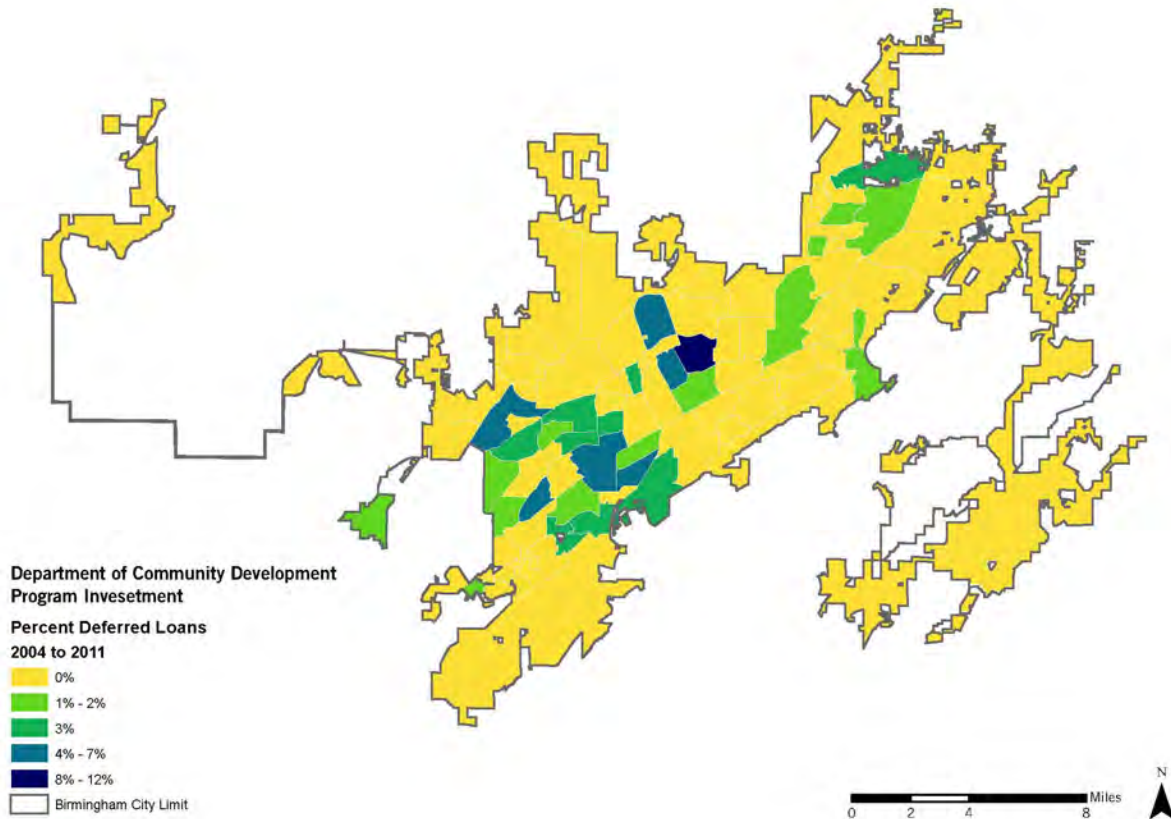 Department of Community Development
Program Invesetment
Percent Deferred Loans
2004 to 2011
0%
1% - 2%
3%
4% - 7%
8% - 12%
Birmingham City Limit
Miles
0 2 4 8
N